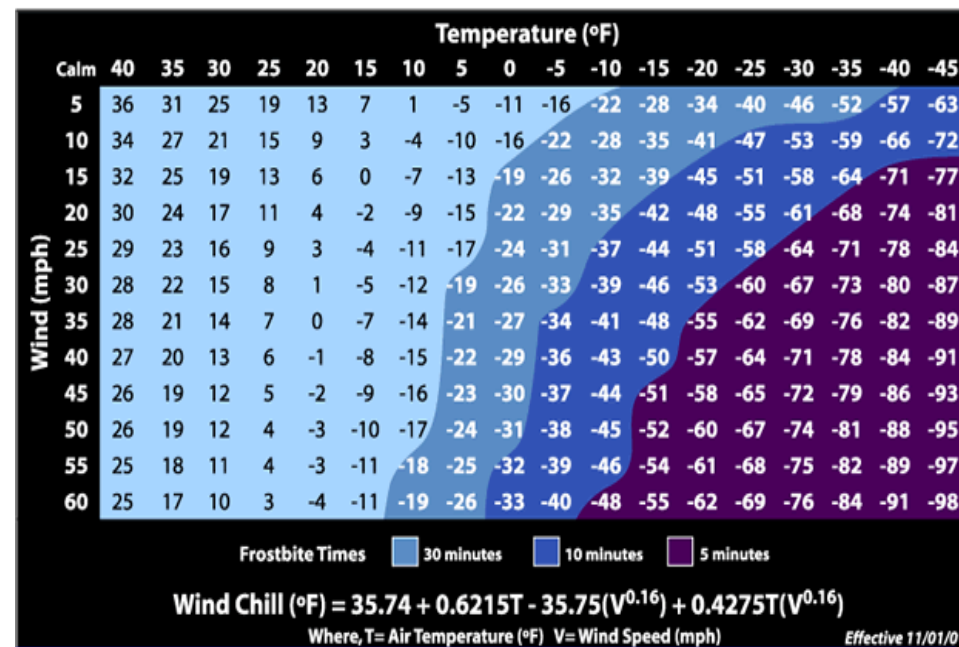 Temperature (ºF)
Calm 40 35 30 25 20 15 10 5 0 -5 -10 -15 -20 -25 -30 -35 -40 -45
5 36 31 25 19 13 7 1 -5 -11 -16 -22 -28 -34 -40 -46 -52 -57 -63
10 34 27 21 15 9 3 -4 -10 -16 -22 -28 -35 -41 -47 -53 -59 -66 -72
15 32 25 19 13 6 0 -7 -13 -19 -26 -32 -39 -45 -51 -58 -64 -71 -77
20 30 24 17 11 4 -2 -9 -15 -22 -29 -35 -42 -48 -55 -61 -68 -74 -81
25 29 23 16 9 3 -4 -11 -17 -24 -31 -37 -44 -51 -58 -64 -71 -78 -84
30 28 22 15 8 1 -5 -12 -19 -26 -33 -39 -46 -53 -60 -67 -73 -80 -87
35 28 21 14 7 0 -7 -14 -21 -27 -34 -41 -48 -55 -62 -69 -76 -82 -89
40 27 20 13 6 -1 -8 -15 -22 -29 -36 -43 -50 -57 -64 -71 -78 -84 -91
45 26 19 12 5 -2 -9 -16 -23 -30 -37 -44 -51 -58 -65 -72 -79 -86 -93
50 26 19 12 4 -3 -10 -17 -24 -31 -38 -45 -52 -60 -67 -74 -81 -88 -95
55 25 18 11 4 -3 -11 -18 -25 -32 -39 -46 -54 -61 -68 -75 -82 -89 -97
60 25 17 10 3 -4 -11 -19 -26 -33 -40 -48 -55 -62 -69 -76 -84 -91 -98
Wind (mph)
Frostbite Times 30 minutes 10 minutes 5 minutes
Wind Chill (ºF) = 35.74 + 0.6215T - 35.75(V^0.16) + 0.4275T(V^0.16)
Where, T= Air Temperature (ºF) V= Wind Speed (mph) Effective 11/01/0